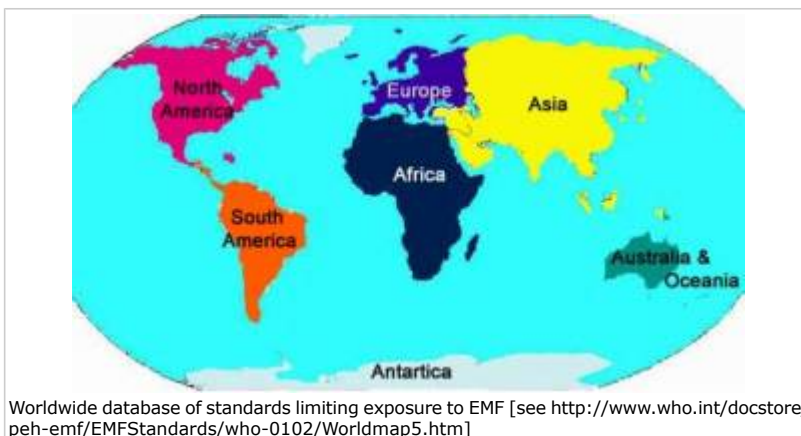 North
America
Europe
Asia
Africa
South
America
Australia &
Oceania
Antartica
Worldwide database of standards limiting exposure to EMF [see http://www.who.int/docstore
peh-emf/EMFStandards/who-0102/Worldmap5.htm]